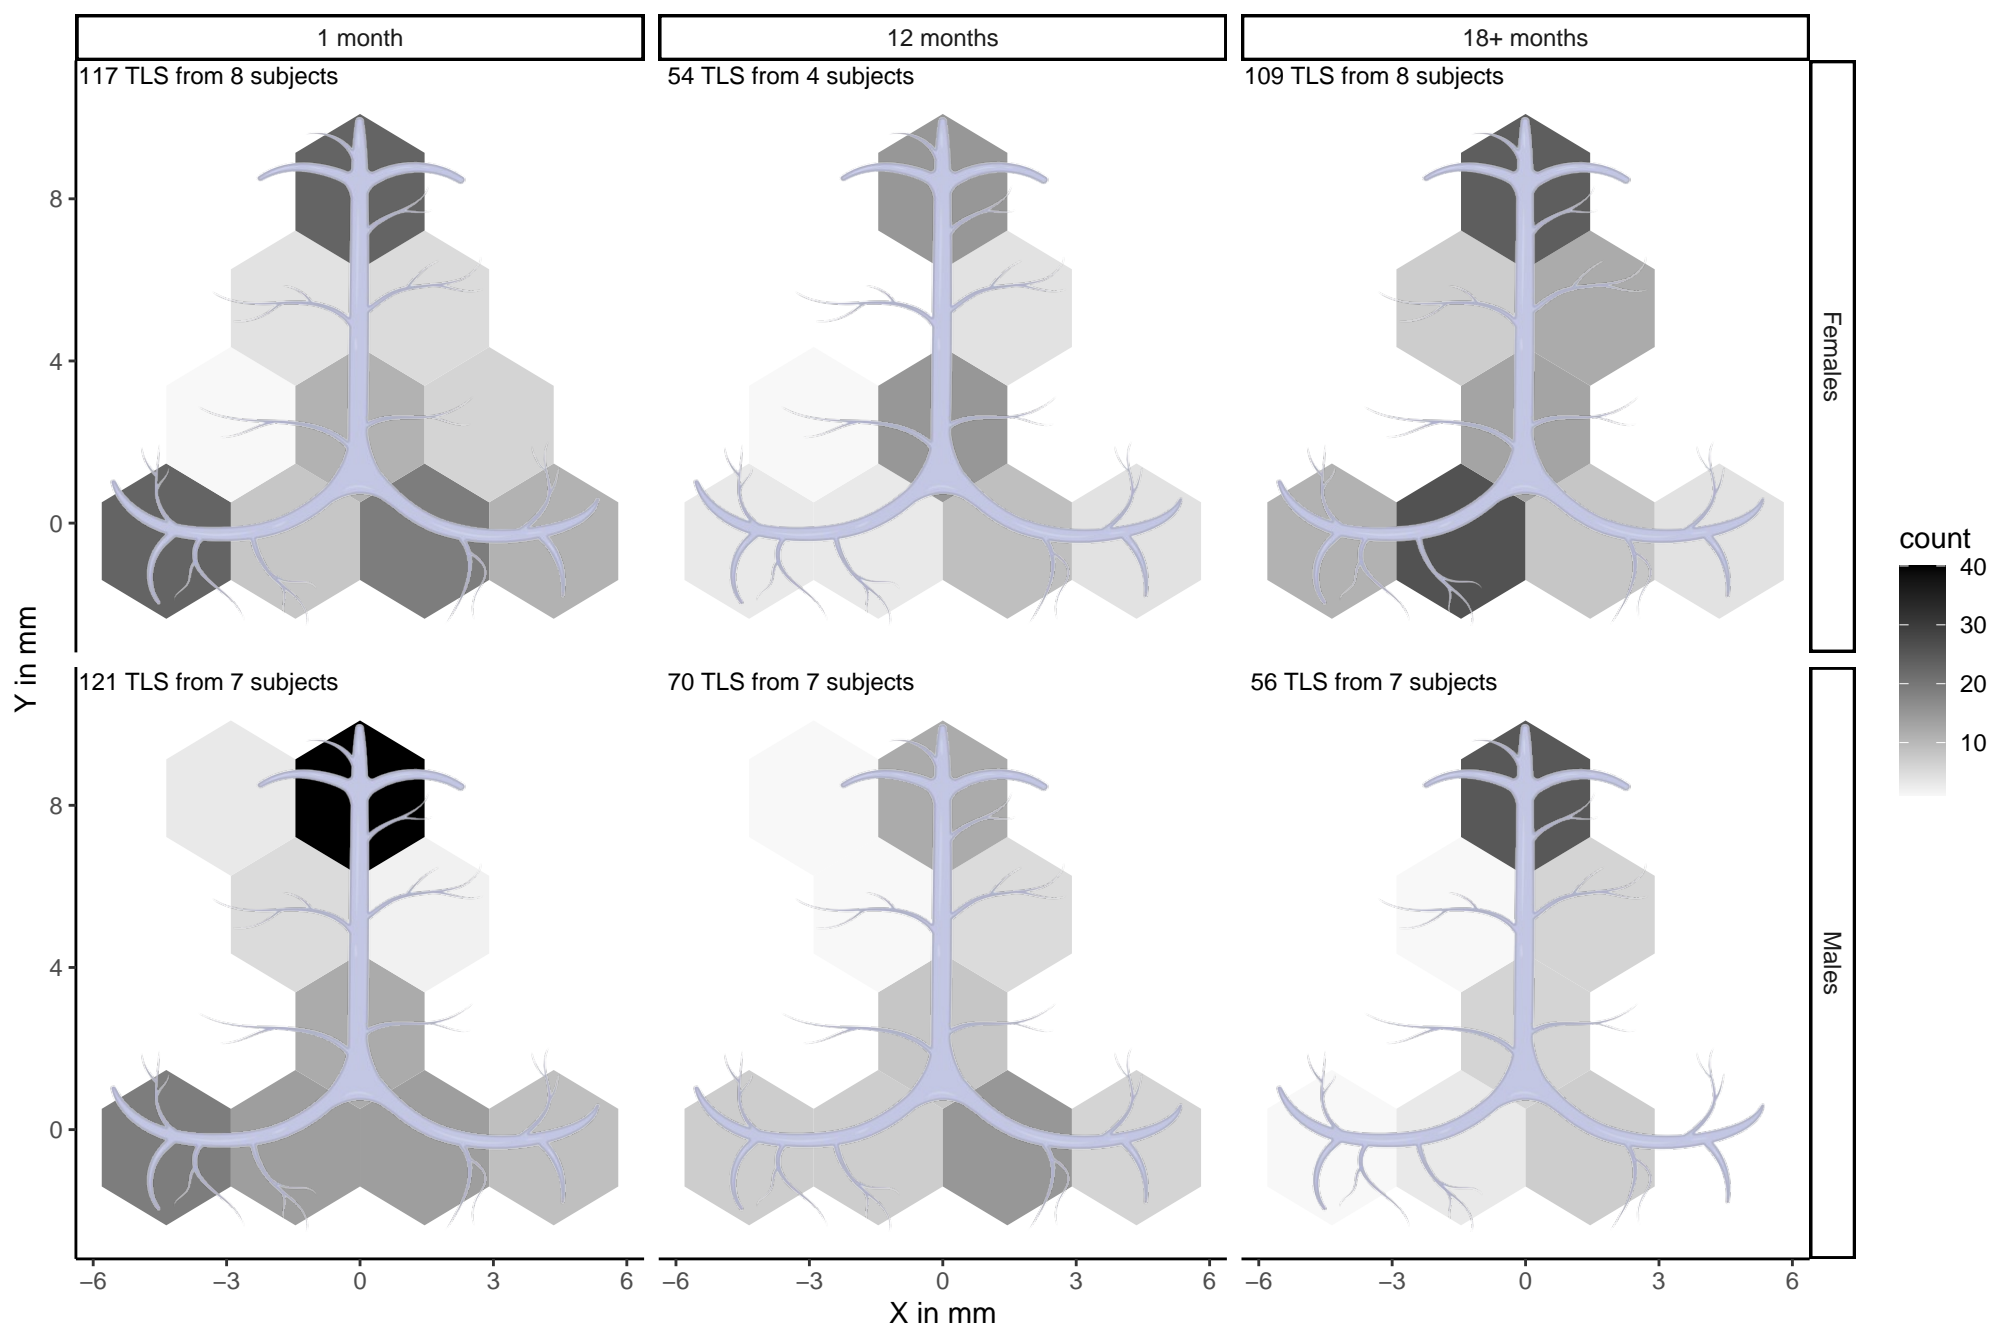 1 month
12 months
18+ months
117 TLS from 8 subjects
54 TLS from 4 subjects
109 TLS from 8 subjects
8
4
0
Females
121 TLS from 7 subjects
70 TLS from 7 subjects
56 TLS from 7 subjects
8
4
0
Males
Y in mm
−6 −3 0 3 6
−6 −3 0 3 6
−6 −3 0 3 6
X in mm
count
40
30
20
10